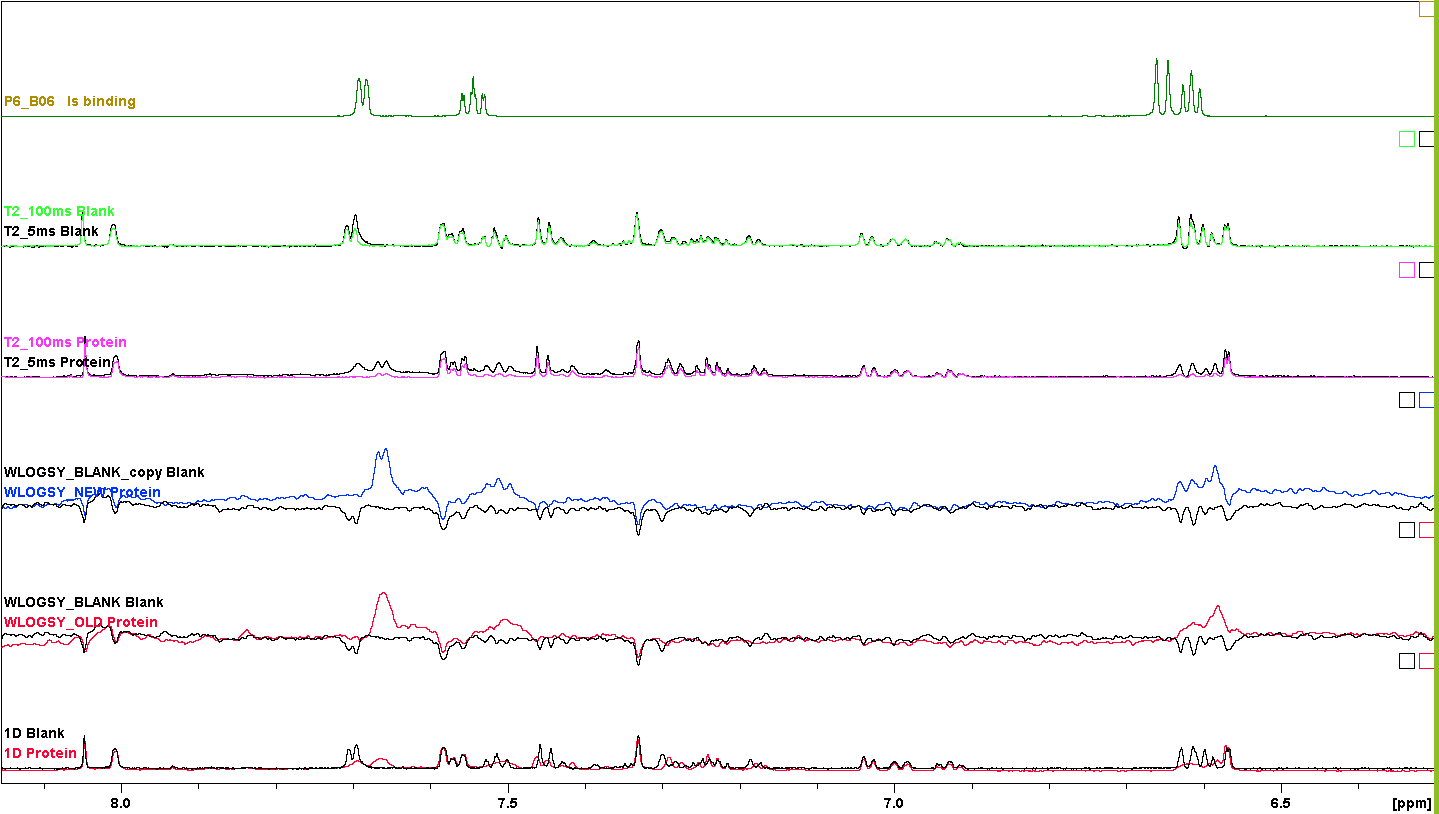 P6_B06 Is binding
T2_100ms Blank
T2_5ms Blank
T2_100ms Protein
T2_5ms Protein
WLOGSY_BLANK_copy Blank
WLOGSY_NEW Protein
WLOGSY_BLANK Blank
WLOGSY_OLD Protein
1D Blank
1D Protein
8.0 7.5 7.0 6.5 [ppm]